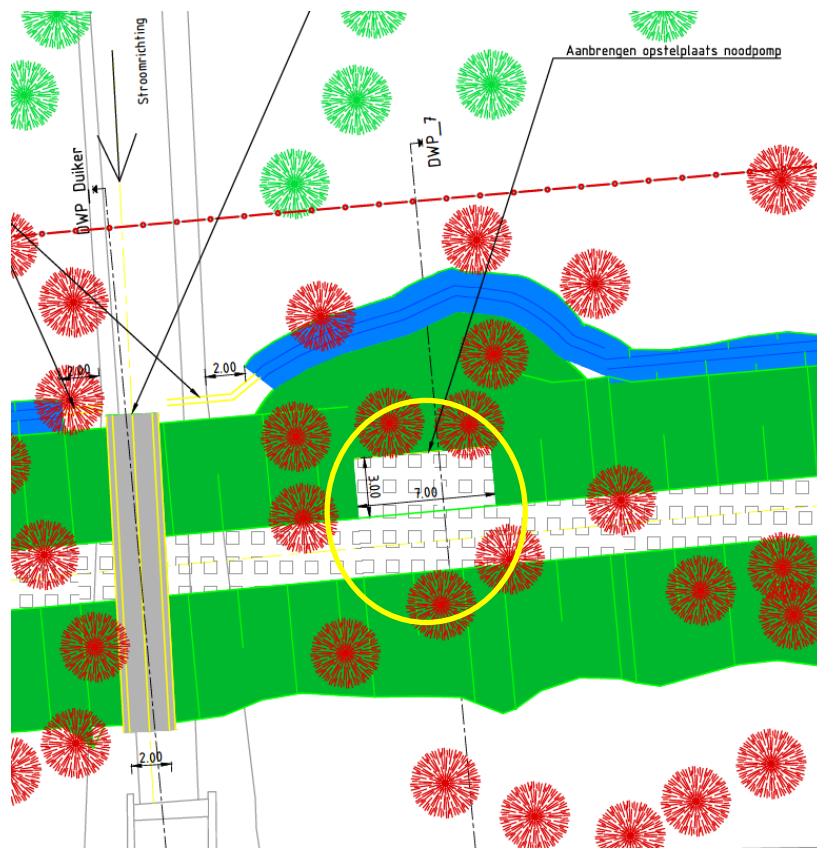 Aanbrengen opstelplaats noodpomp
Stroomrichting
DWP_7
DWP_Duiker
2.00
2.00
3.00
7.00
2.00